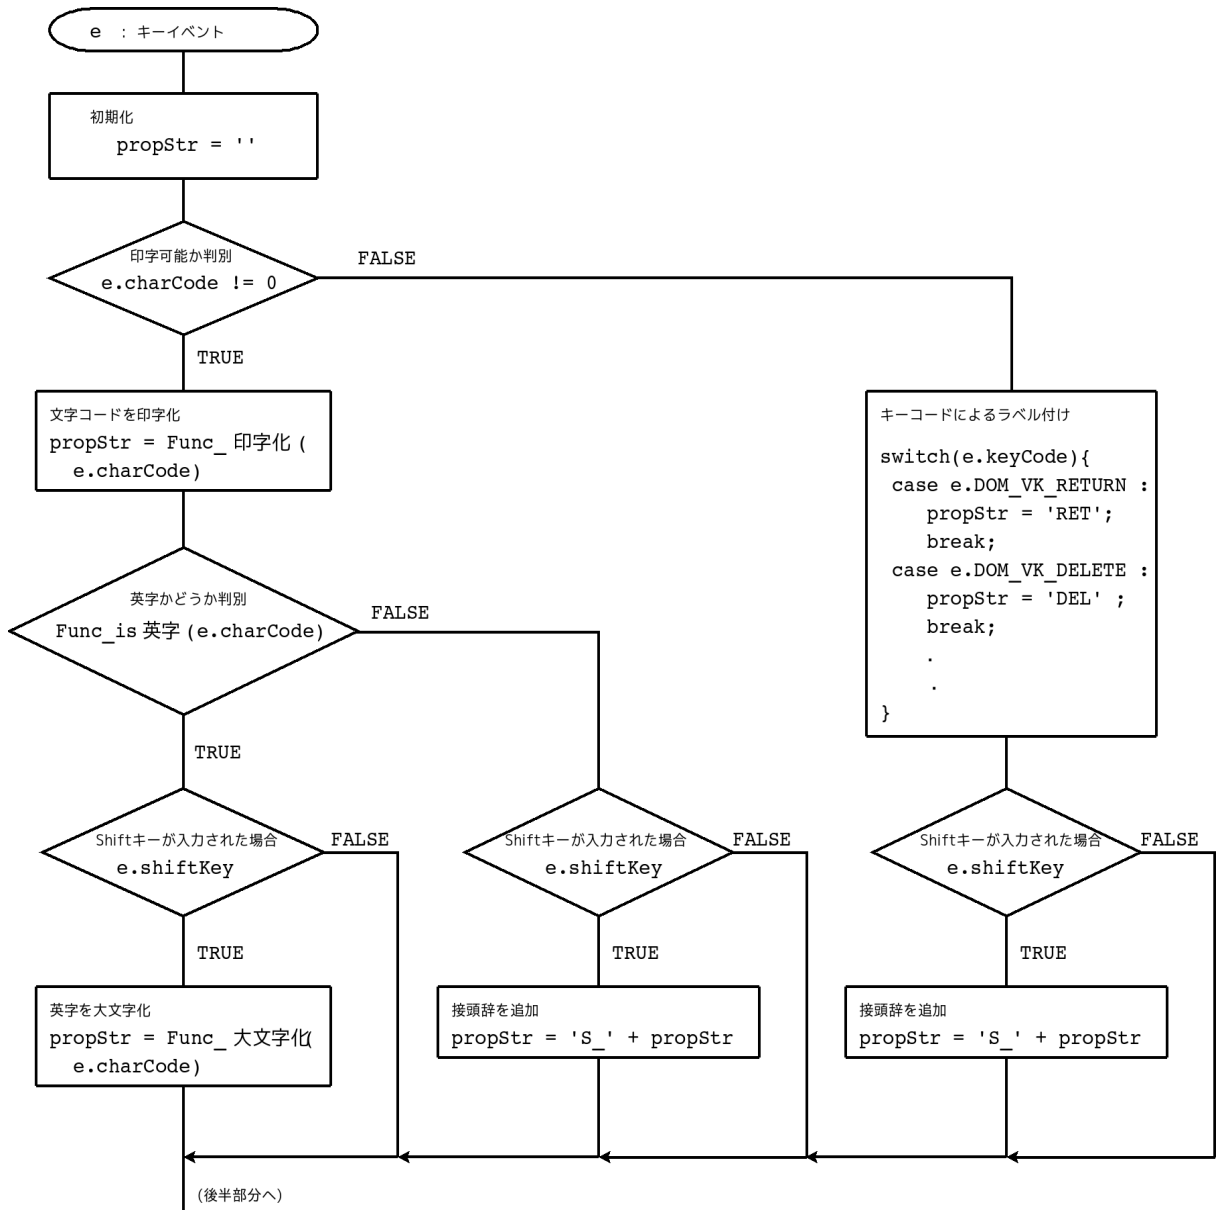 e : キーイベント
初期化
propStr = ''
印字可能か判別
e.charCode != 0
FALSE
TRUE
文字コードを印字化
propStr = Func_ 印字化 (
e.charCode)
キーコードによるラベル付け
switch(e.keyCode){
case e.DOM_VK_RETURN :
propStr = 'RET';
break;
case e.DOM_VK_DELETE :
propStr = 'DEL' ;
break;
.
.
}
英字かどうか判別
Func_is 英字 (e.charCode)
FALSE
TRUE
Shiftキーが入力された場合
e.shiftKey
FALSE
TRUE
Shiftキーが入力された場合
e.shiftKey
FALSE
TRUE
Shiftキーが入力された場合
e.shiftKey
FALSE
TRUE
英字を大文字化
propStr = Func_ 大文字化(
e.charCode)
接頭辞を追加
propStr = 'S_' + propStr
接頭辞を追加
propStr = 'S_' + propStr
(後半部分へ)